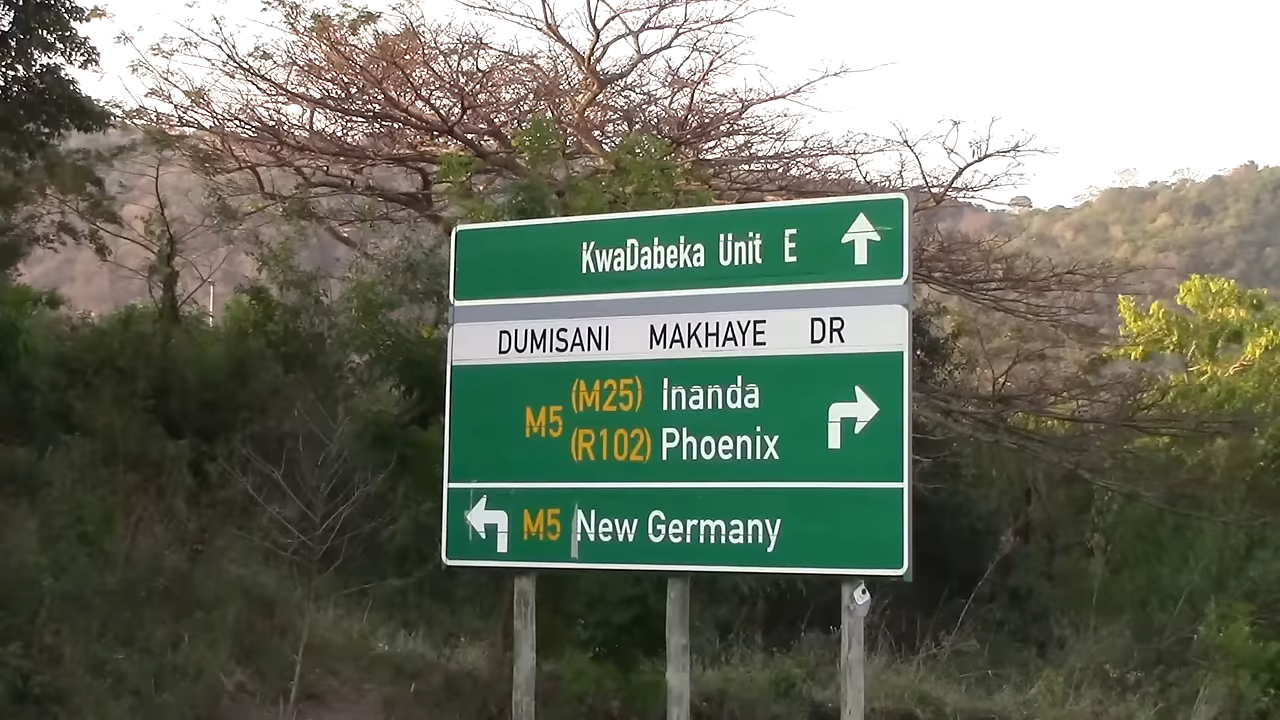 KwaDabeka Unit E
DUMISANI MAKHAYE DR
M5 (M25) Inanda
(R102) Phoenix
M5 New Germany